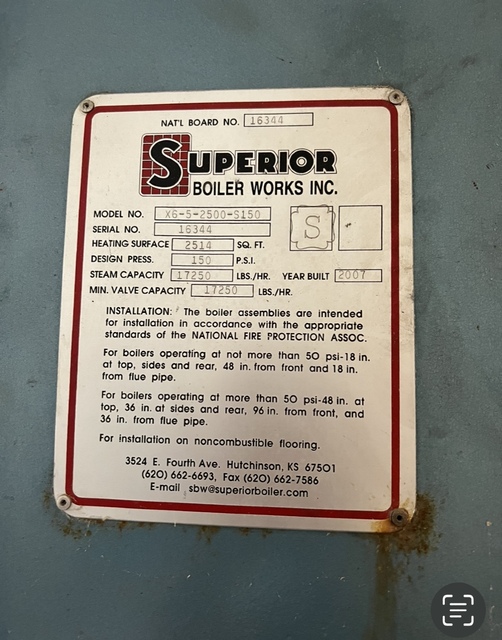 NAT'L BOARD NO. 16344
SUPERIOR
BOILER WORKS INC.
MODEL NO. X6-5-2500-S150
SERIAL NO. 16344
S
HEATING SURFACE 2514 SQ. FT.
DESIGN PRESS. 150 P.S.I.
STEAM CAPACITY 17250 LBS./HR. YEAR BUILT 2007
MIN. VALVE CAPACITY 17250 LBS./HR.
INSTALLATION: The boiler assemblies are intended
for installation in accordance with the appropriate
standards of the NATIONAL FIRE PROTECTION ASSOC.
For boilers operating at not more than 50 psi-18 in.
at top, sides and rear, 48 in. from front and 18 in.
from flue pipe.
For boilers operating at more than 50 psi-48 in. at
top, 36 in. at sides and rear, 96 in. from front, and
36 in. from flue pipe.
For installation on noncombustible flooring.
3524 E. Fourth Ave. Hutchinson, KS 67501
(620) 662-6693, Fax (620) 662-7586
E-mail sbw@superiorboiler.com